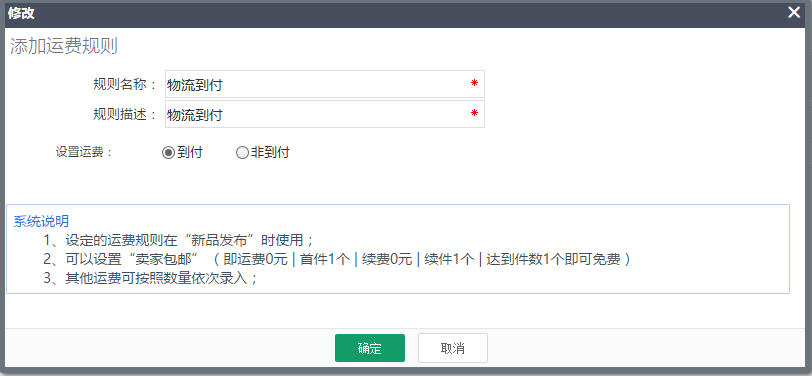 修改
添加运费规则
规则名称： 物流到付 *
规则描述： 物流到付 *
设置运费： 到付 非到付
系统说明
1、设定的运费规则在“新品发布”时使用；
2、可以设置“卖家包邮”（即运费0元 | 首件1个 | 续费0元 | 续件1个 | 达到件数1个即可免费）
3、其他运费可按照数量依次录入；
确定 取消